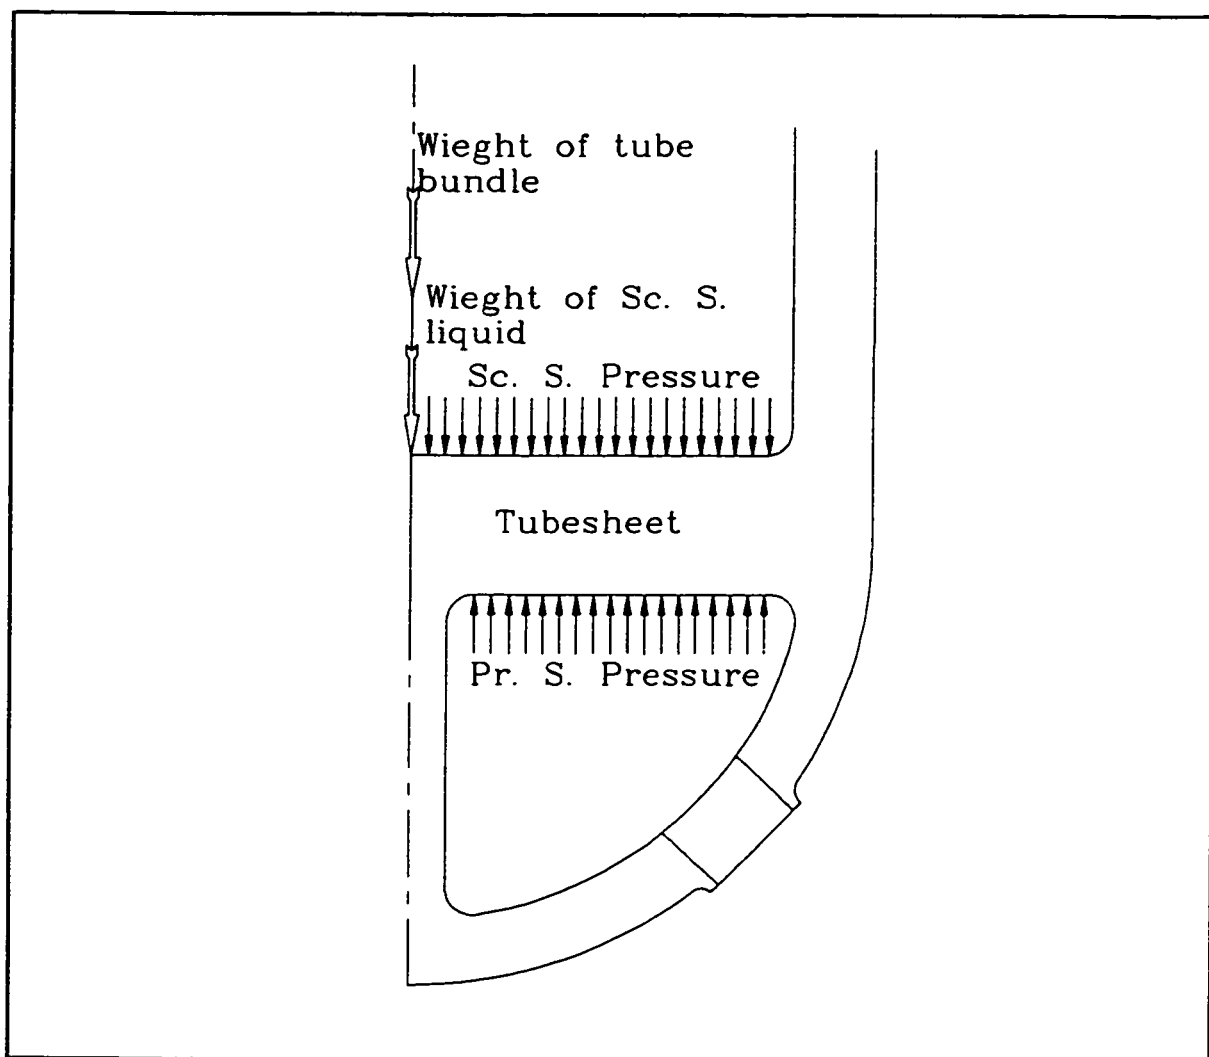 Wieght of tube
bundle
Wieght of Sc. S.
liquid
Sc. S. Pressure
Tubesheet
Pr. S. Pressure